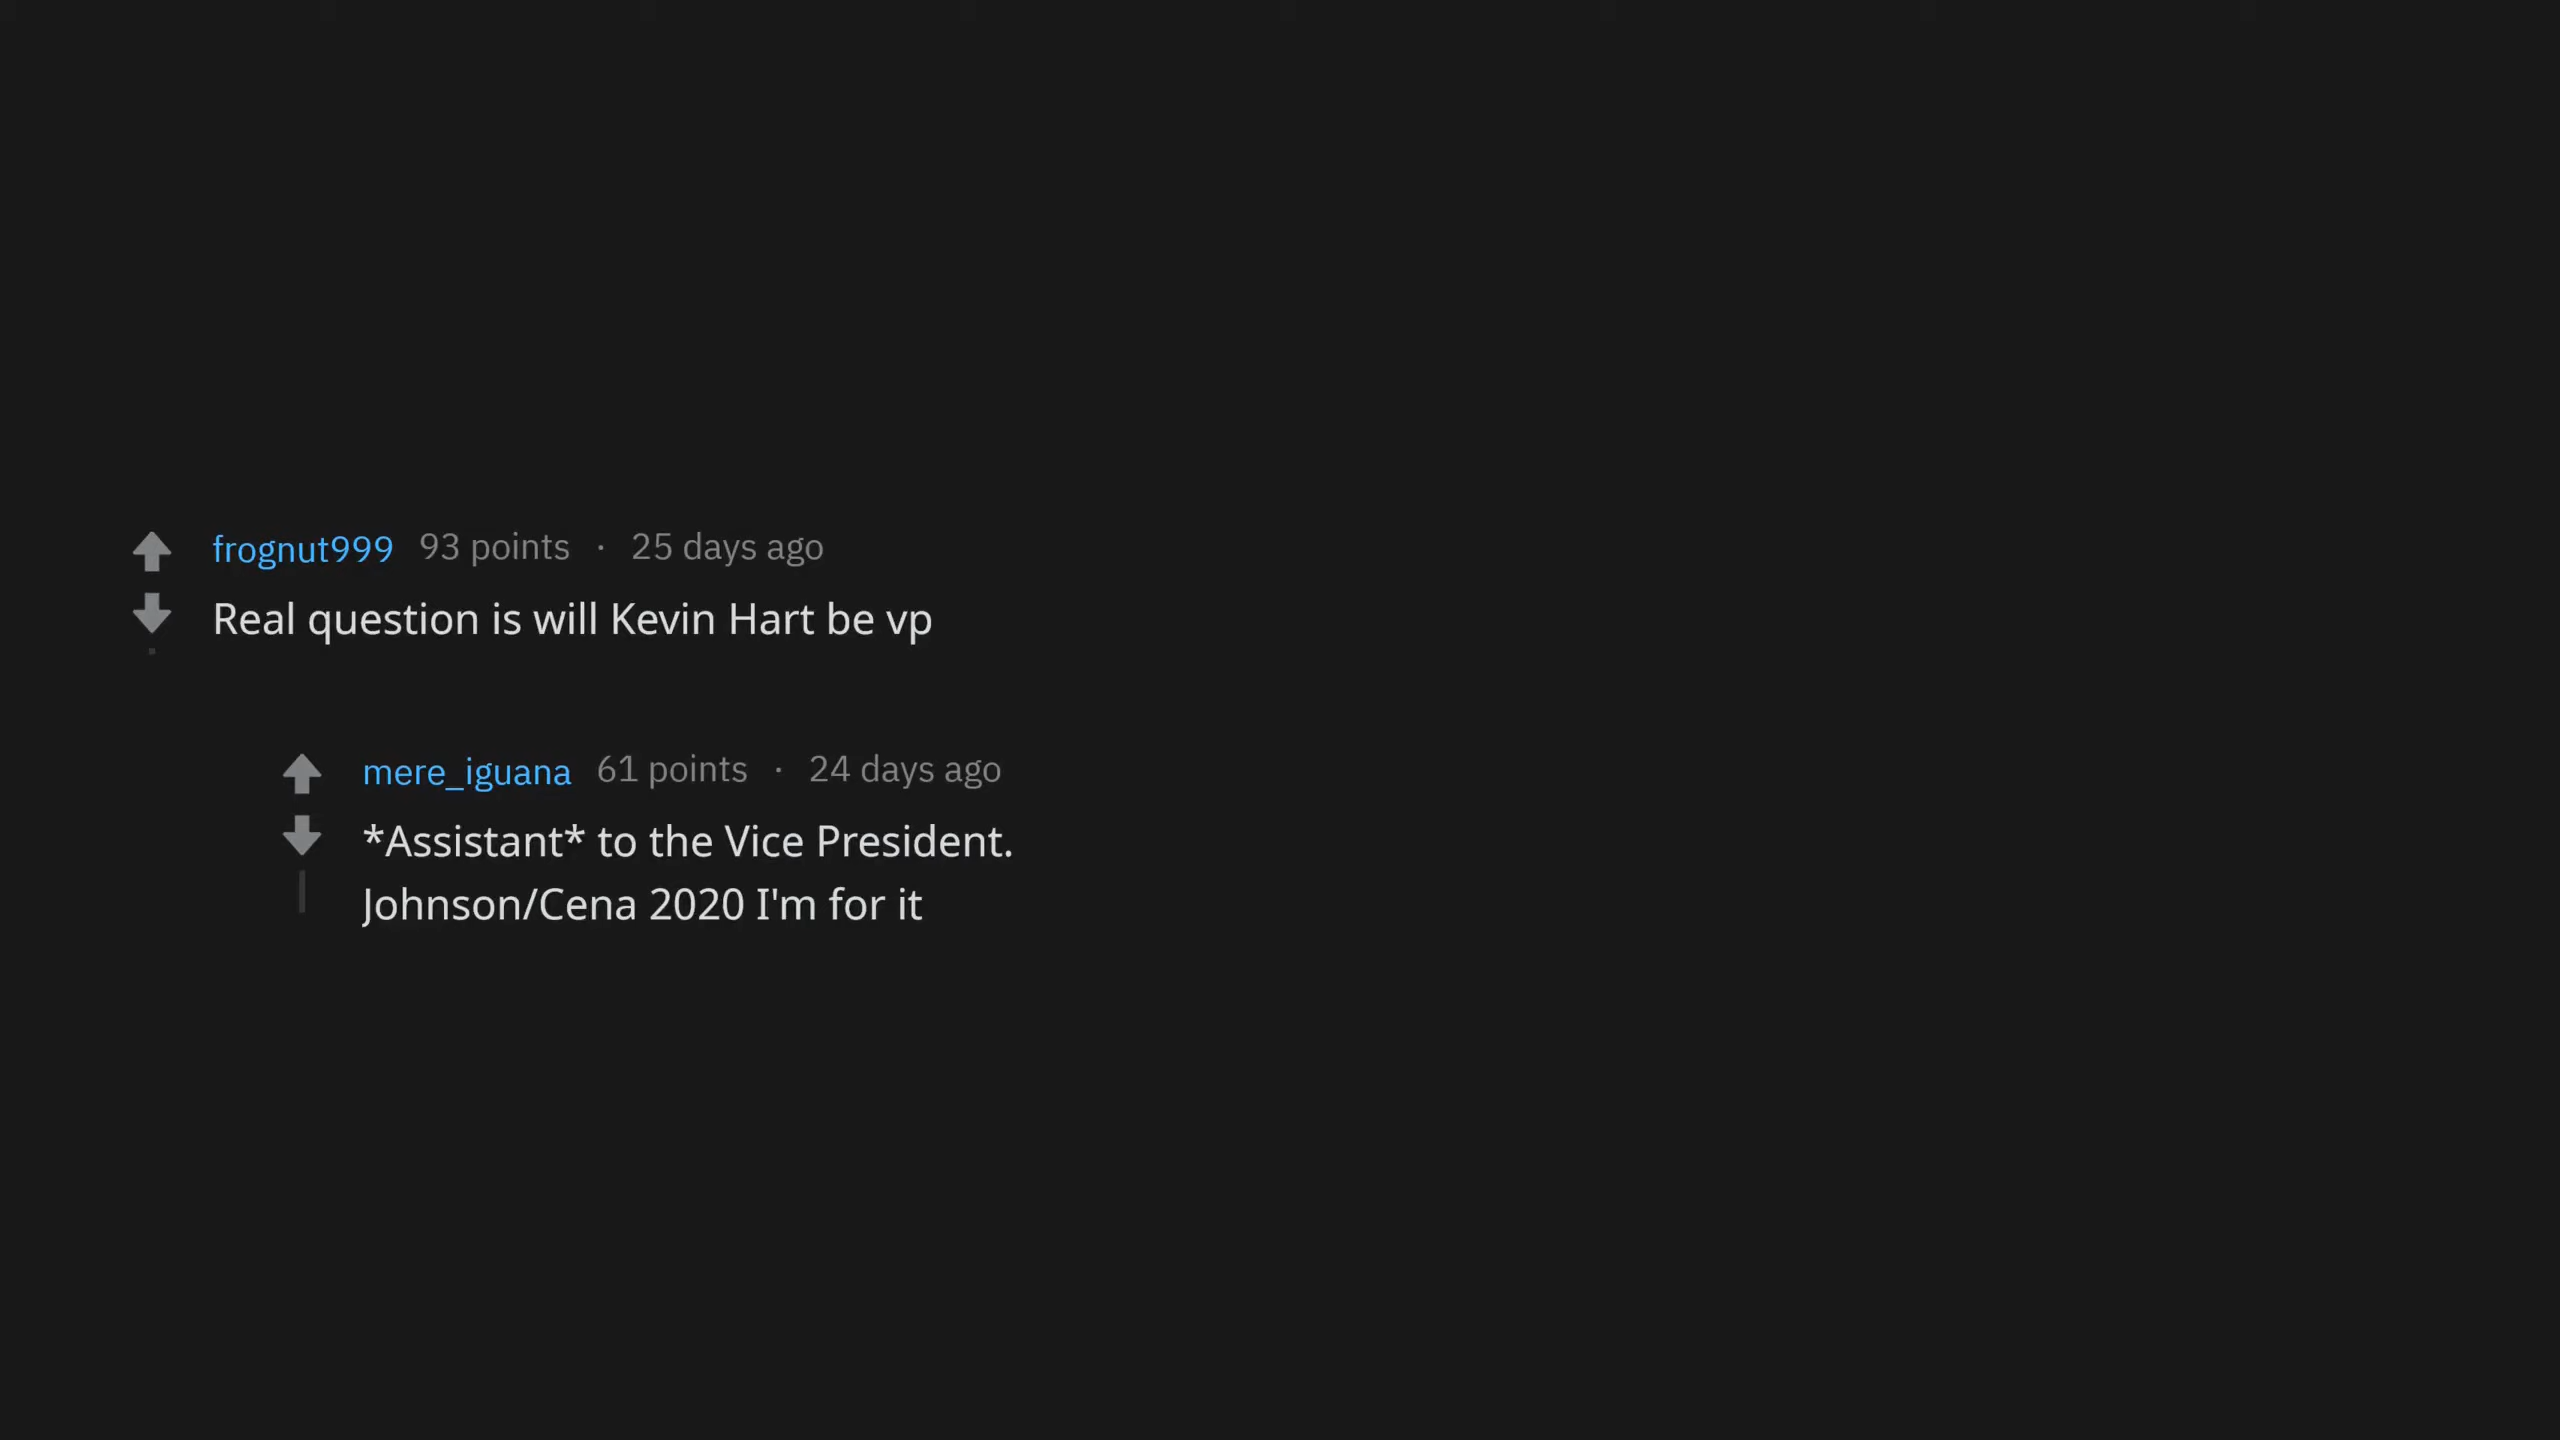 frognut999 93 points · 25 days ago
Real question is will Kevin Hart be vp
mere_iguana 61 points · 24 days ago
*Assistant* to the Vice President.
Johnson/Cena 2020 I'm for it